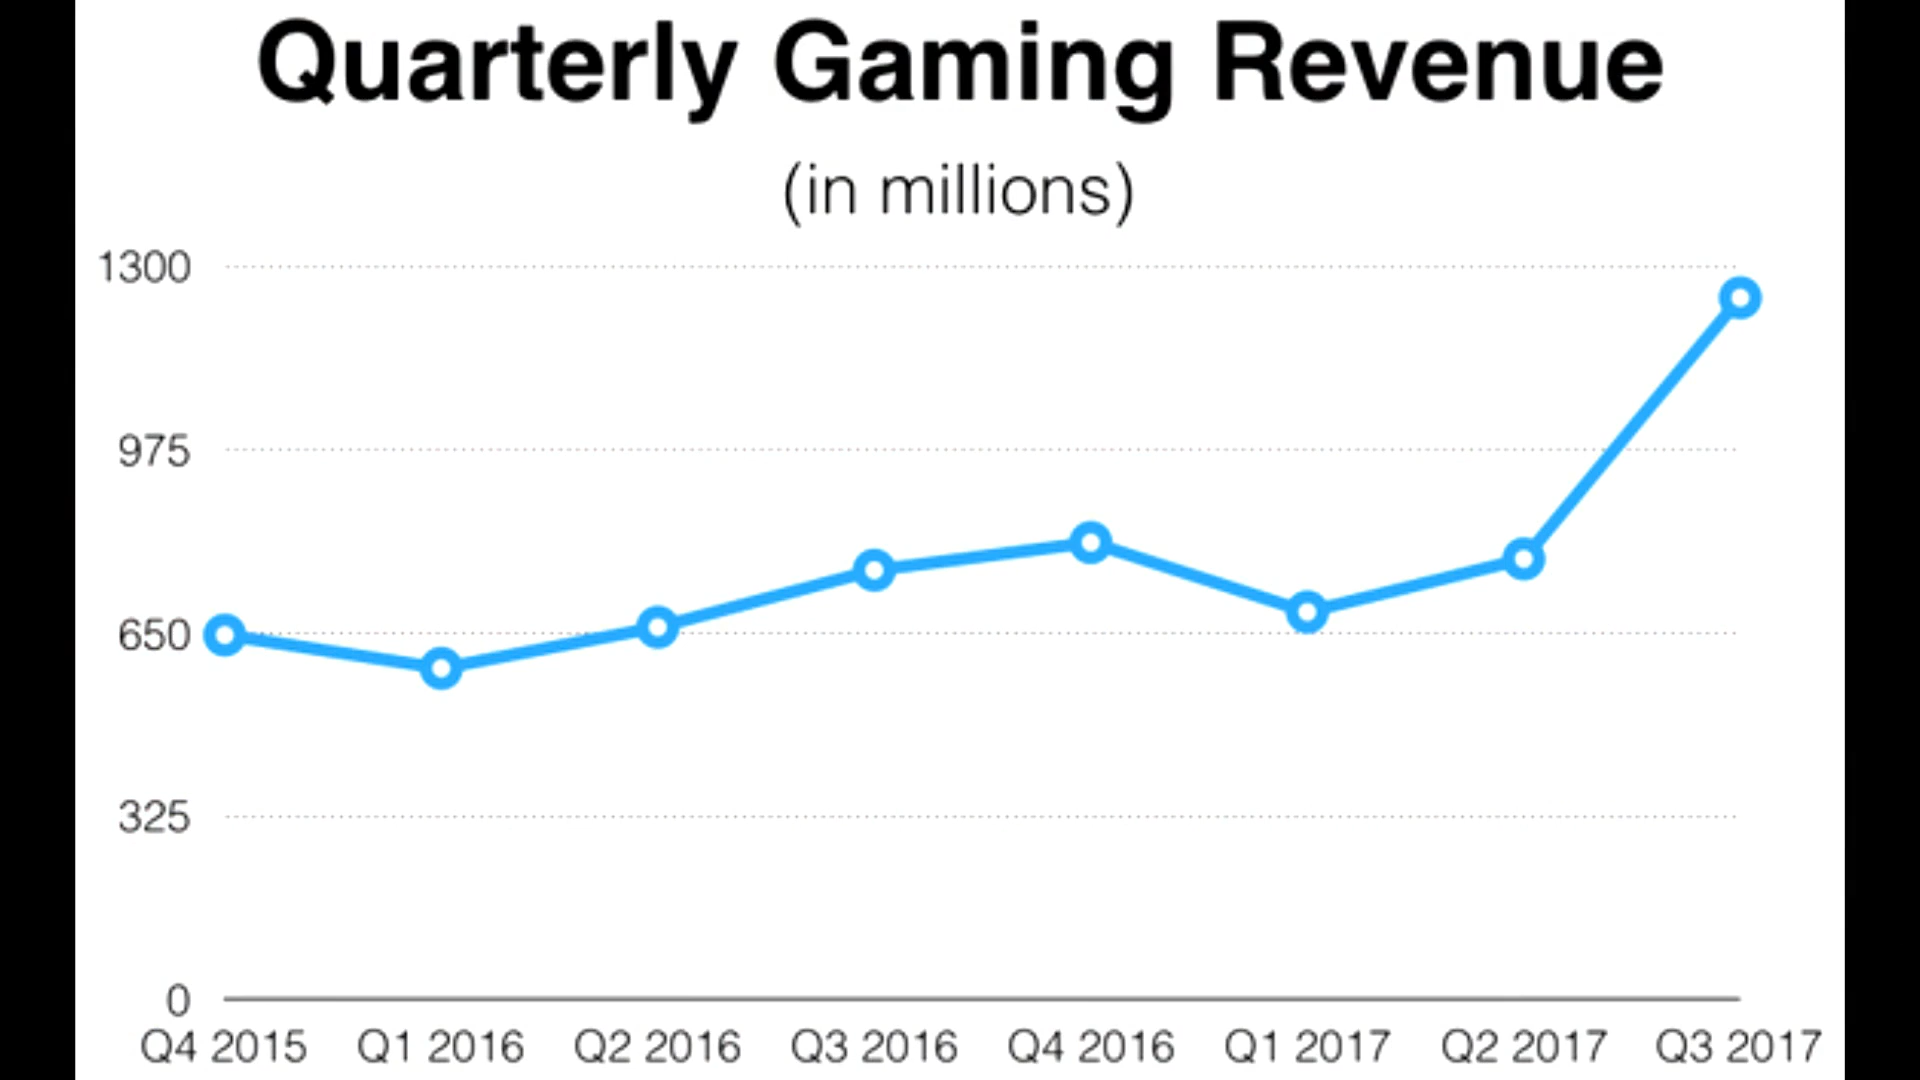 Quarterly Gaming Revenue
(in millions)
1300
975
650
325
0
Q4 2015 Q1 2016 Q2 2016 Q3 2016 Q4 2016 Q1 2017 Q2 2017 Q3 2017